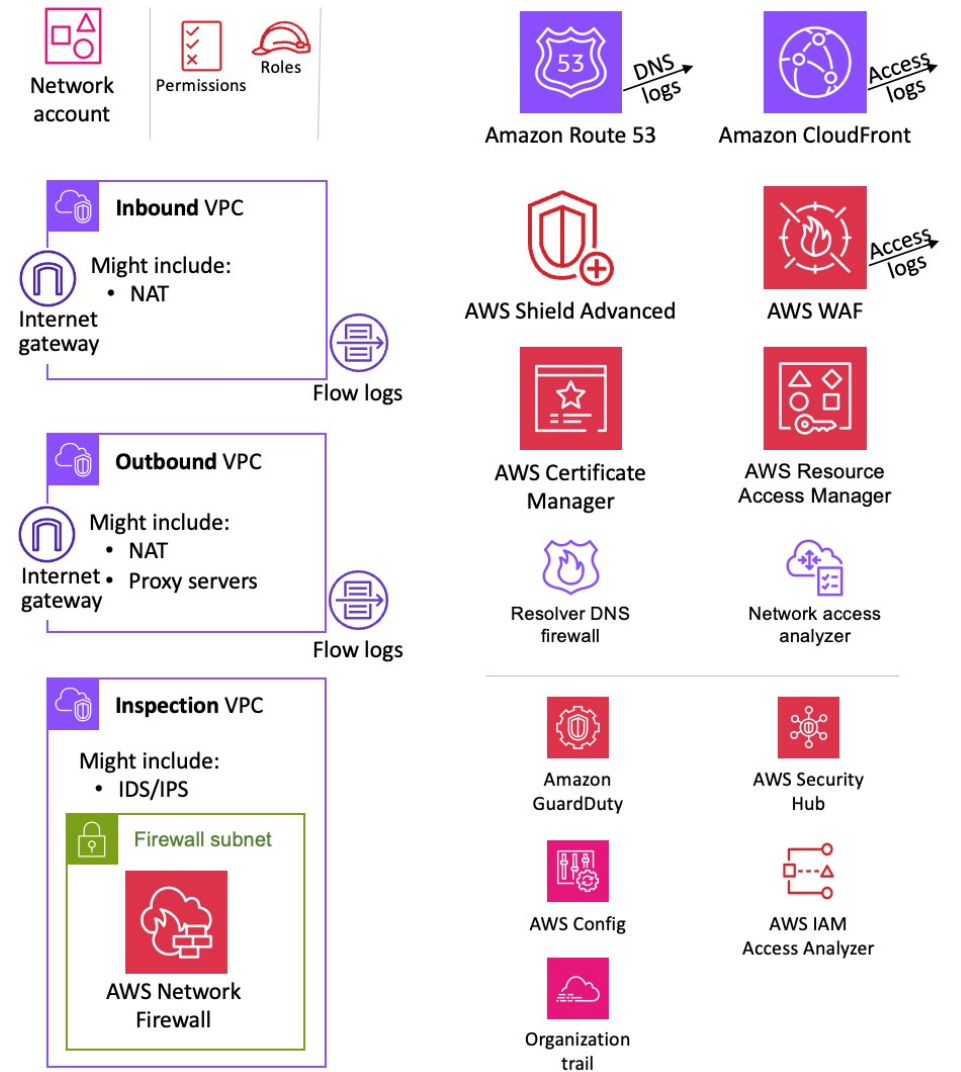 Network
account
Permissions
Roles
53
DNS
logs
Amazon Route 53
Access
logs
Amazon CloudFront
Inbound VPC
Might include:
• NAT
Internet
gateway
Flow logs
AWS Shield Advanced
Access
logs
AWS WAF
AWS Certificate
Manager
AWS Resource
Access Manager
Outbound VPC
Might include:
• NAT
• Proxy servers
Internet
gateway
Flow logs
Resolver DNS
firewall
Network access
analyzer
Inspection VPC
Might include:
• IDS/IPS
Firewall subnet
AWS Network
Firewall
Amazon
GuardDuty
AWS Security
Hub
AWS Config
AWS IAM
Access Analyzer
Organization
trail